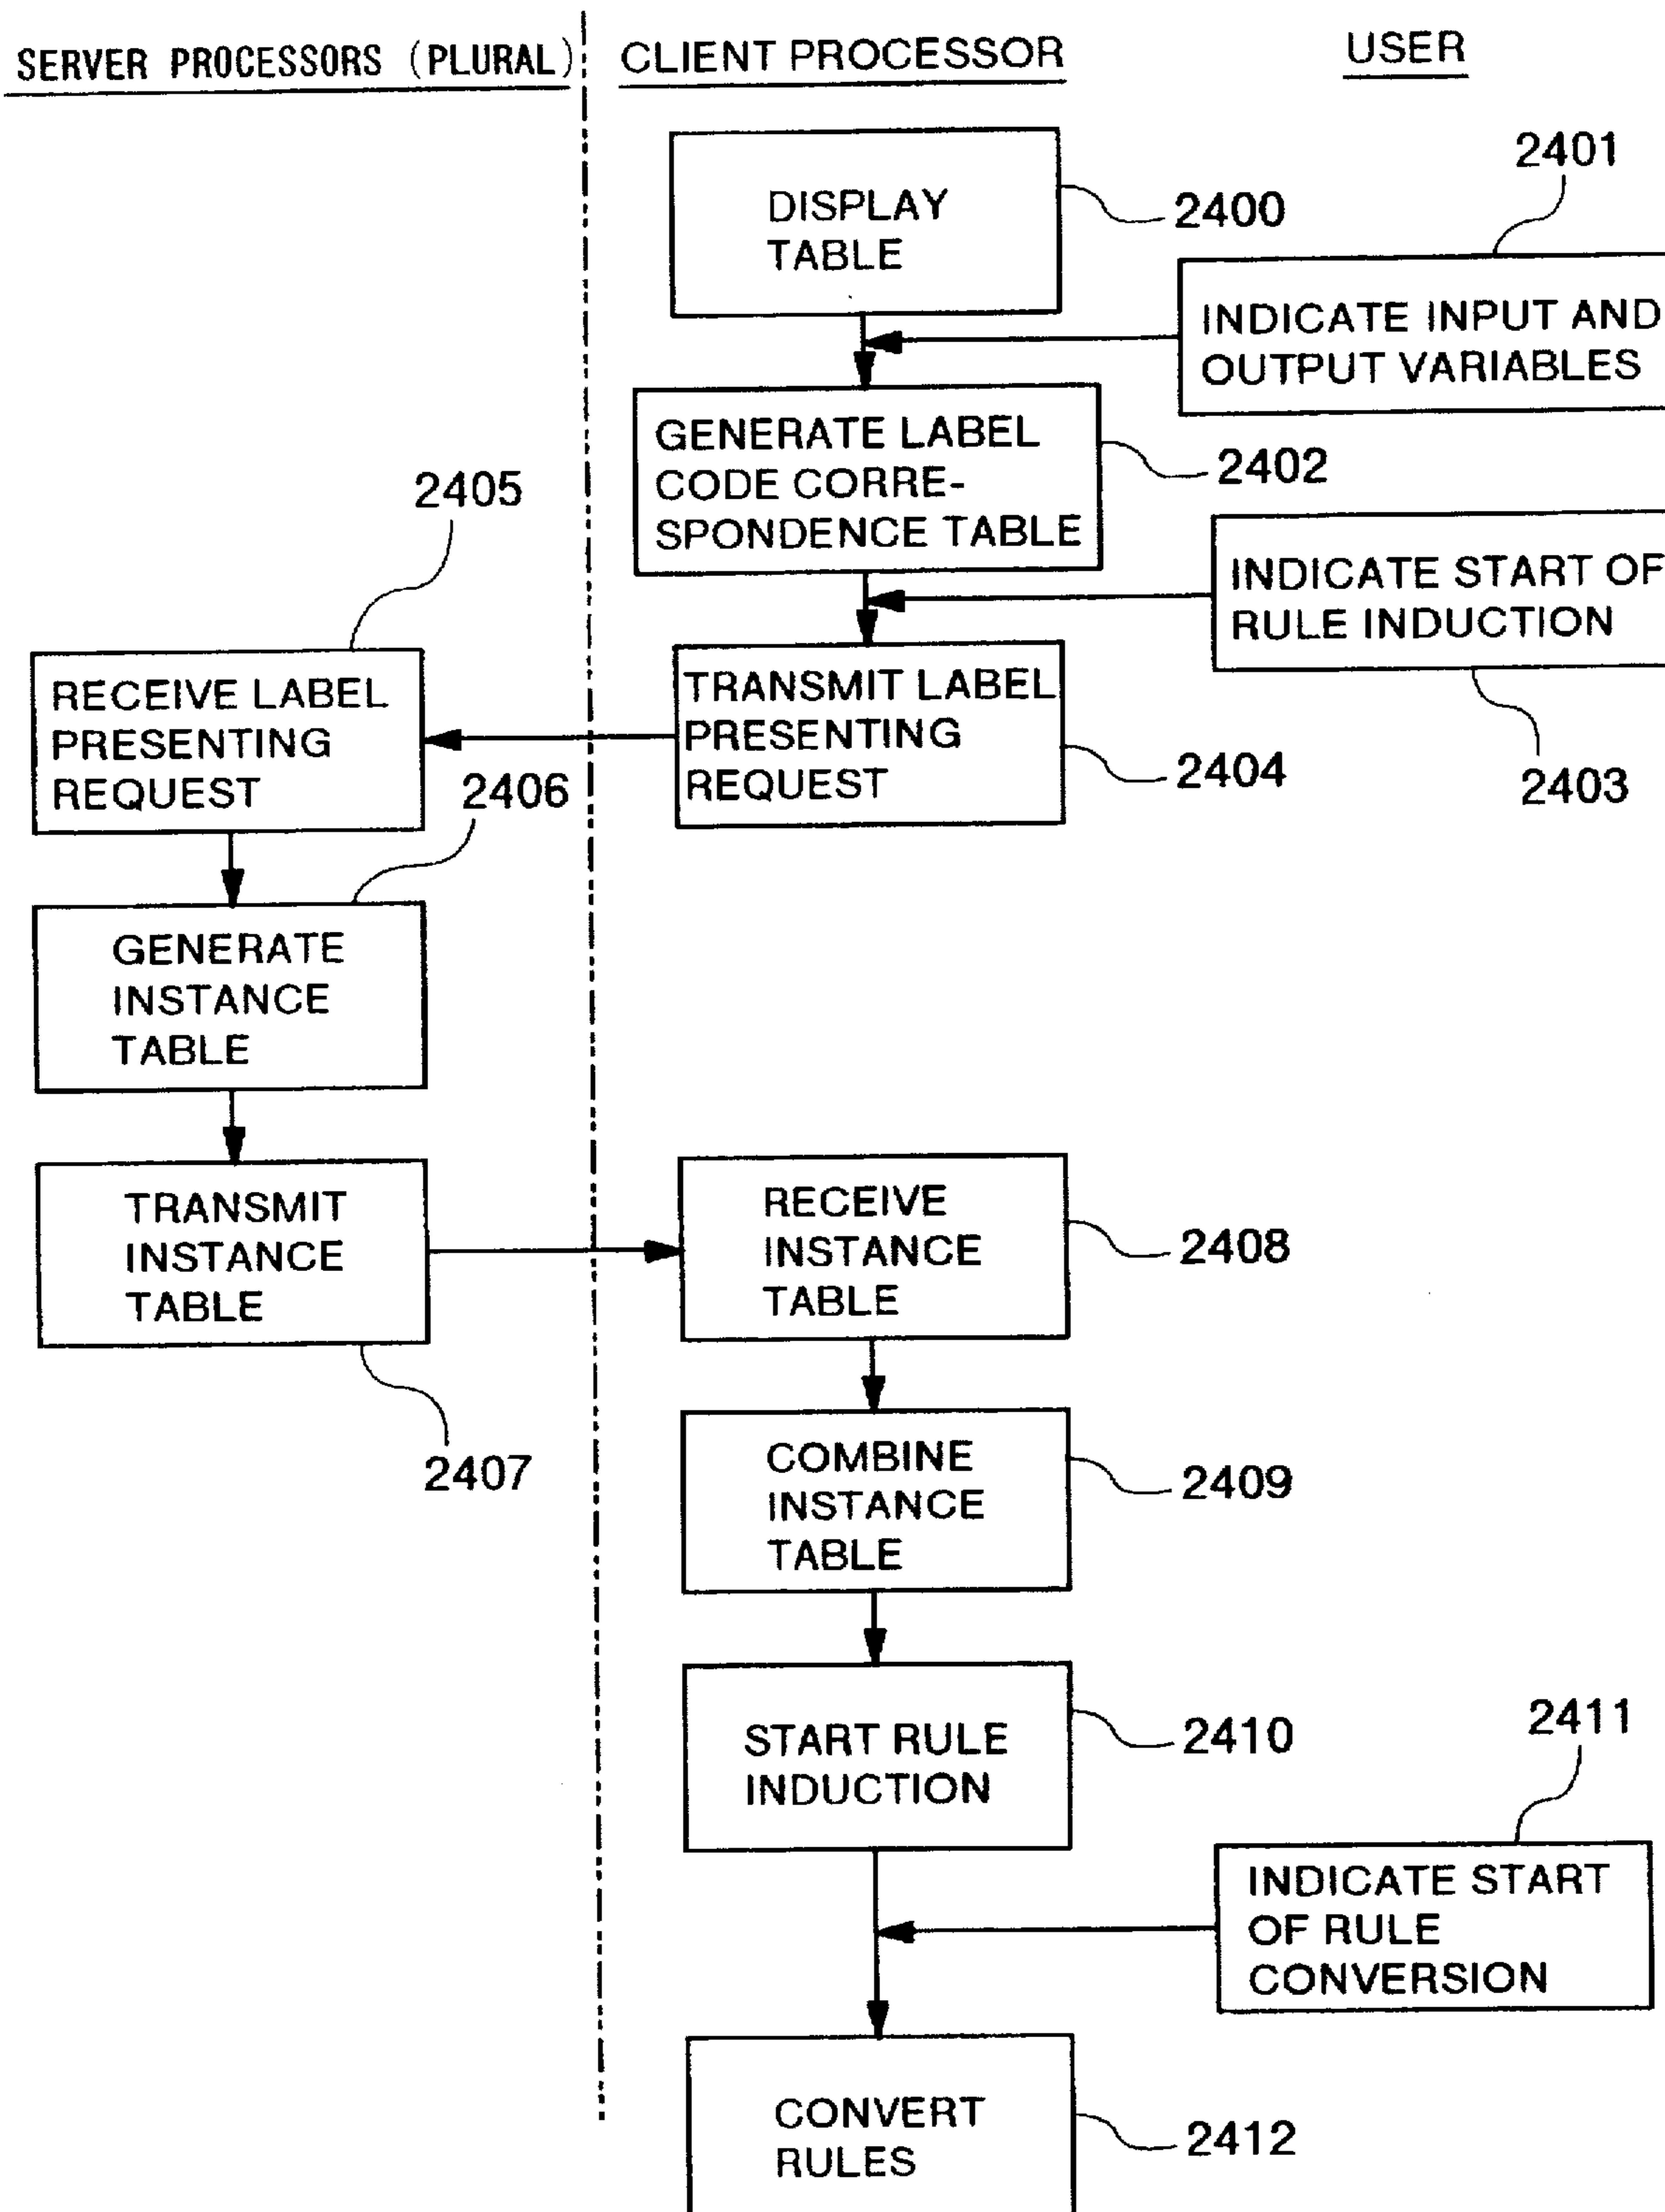 SERVER PROCESSORS (PLURAL)
CLIENT PROCESSOR
USER
DISPLAY
TABLE
2400
2401
INDICATE INPUT AND
OUTPUT VARIABLES
GENERATE LABEL
CODE CORRE-
SPONDENCE TABLE
2402
INDICATE START OF
RULE INDUCTION
2403
TRANSMIT LABEL
PRESENTING
REQUEST
2404
2405
RECEIVE LABEL
PRESENTING
REQUEST
2406
GENERATE
INSTANCE
TABLE
TRANSMIT
INSTANCE
TABLE
2407
RECEIVE
INSTANCE
TABLE
2408
COMBINE
INSTANCE
TABLE
2409
START RULE
INDUCTION
2410
2411
INDICATE START
OF RULE
CONVERSION
CONVERT
RULES
2412